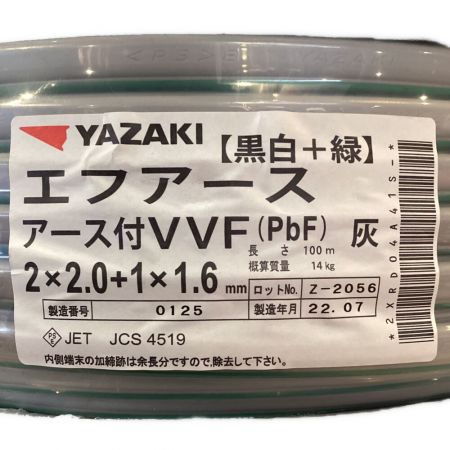 <PS>E YAZAKI
YAZAKI
【黒白＋緑】
エフアース
アース付VVF(PbF) 灰
長さ 100m
概算質量 14kg
2×2.0+1×1.6 mm
ロットNo. Z-2056
製造番号 0125
製造年月 22.07
PSE JET JCS 4519
内側端末の加締跡は余長分ですので,除去して下さい。
*2XRD04A41S-*